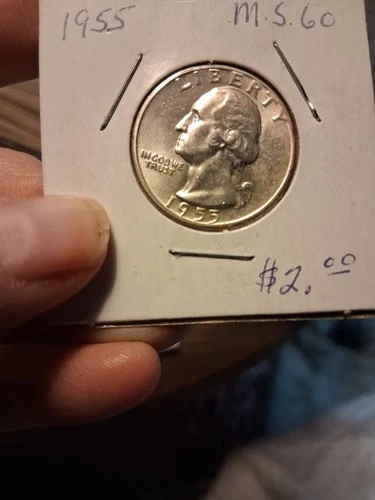 1955
M.S. 60
LIBERTY
IN GOD WE
TRUST
1955
$2.00